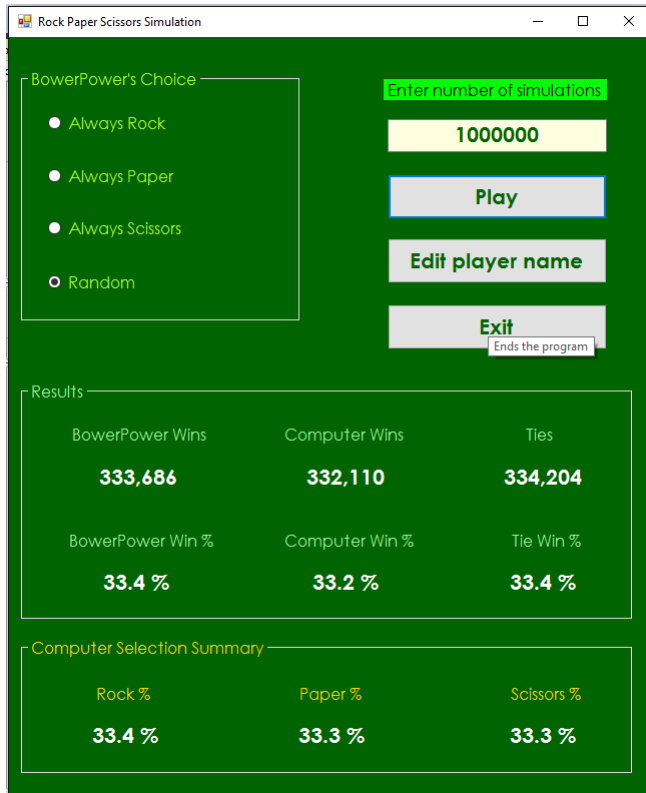 Rock Paper Scissors Simulation
BowerPower's Choice
Always Rock
Always Paper
Always Scissors
Random
Enter number of simulations
1000000
Play
Edit player name
Exit
Ends the program
Results
BowerPower Wins Computer Wins Ties
333,686 332,110 334,204
BowerPower Win % Computer Win % Tie Win %
33.4 % 33.2 % 33.4 %
Computer Selection Summary
Rock % Paper % Scissors %
33.4 % 33.3 % 33.3 %